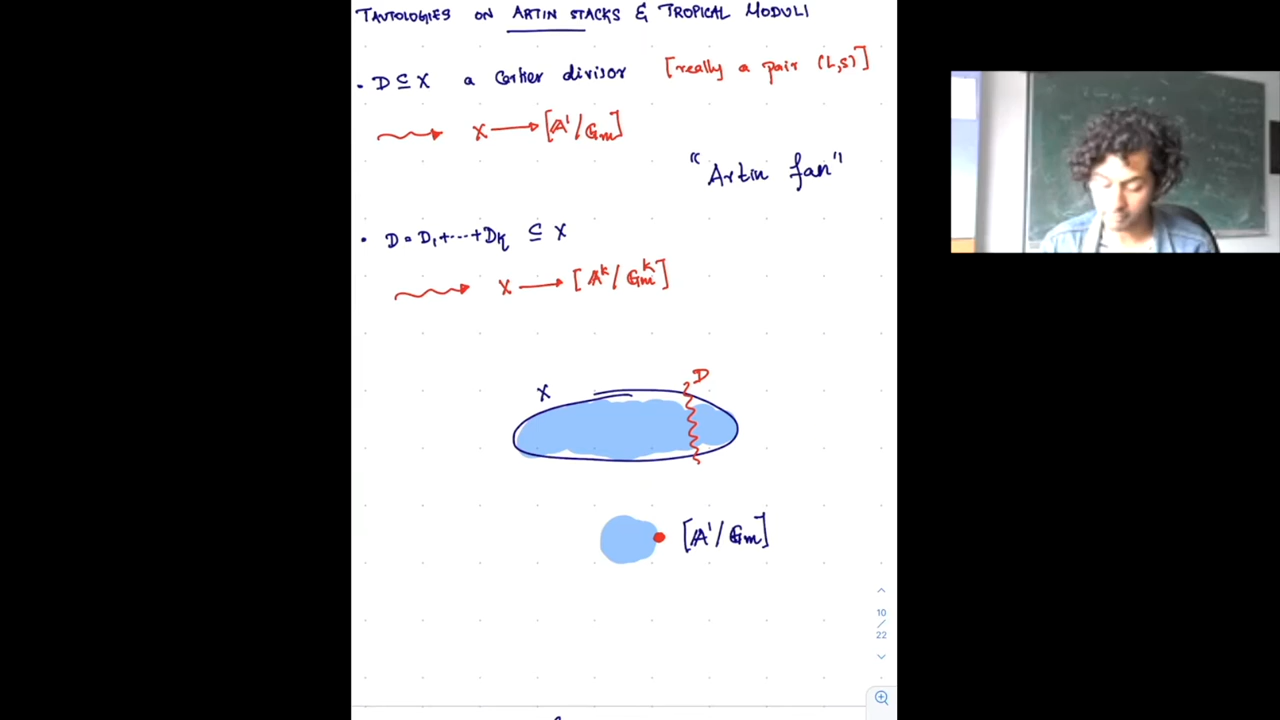 TAUTOLOGIES ON ARTIN STACKS & TROPICAL MODULI
• D ⊆ X a Cartier divisor [really a pair (L,s)]
X → [𝔸¹/𝔾m]
"Artin fan"
• D = D₁+···+Dk ⊆ X
X → [𝔸ᵏ/𝔾mᵏ]
X D
[𝔸¹/𝔾m]
10
/
22